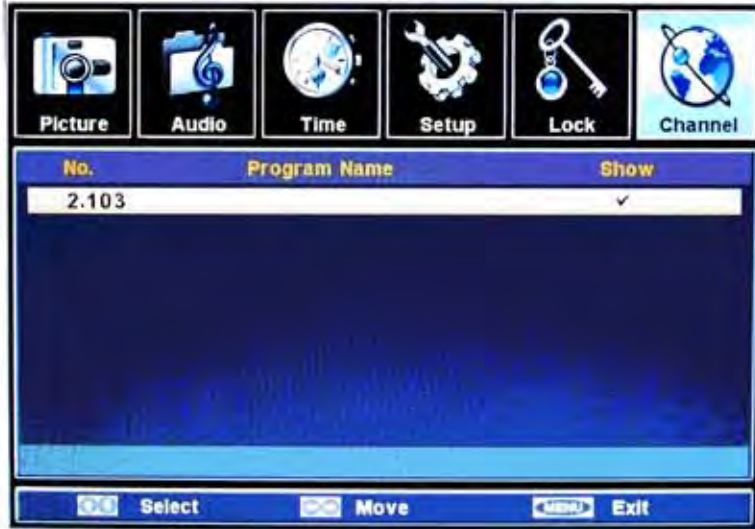 Picture Audio Time Setup Lock Channel
No. Program Name Show
2.103
Select Move MENU Exit